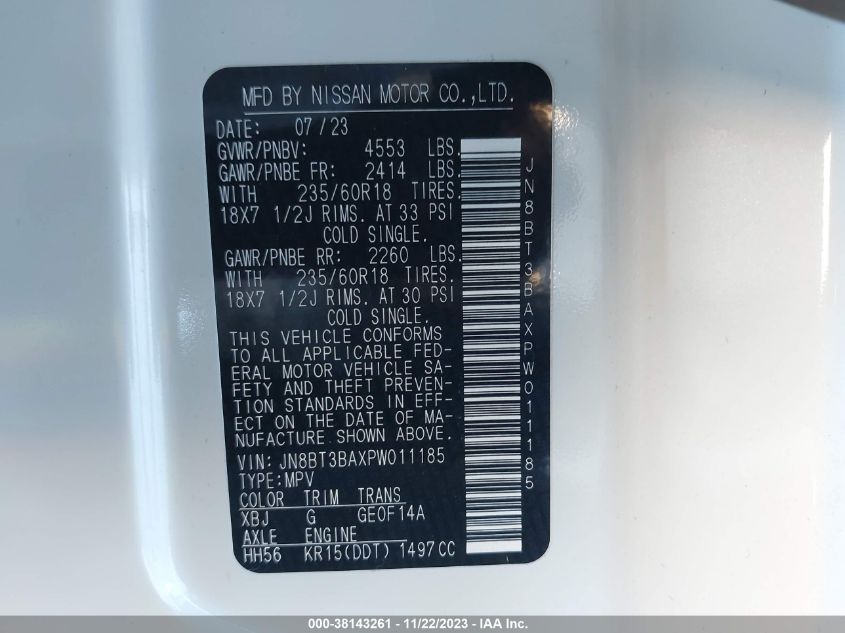 MFD BY NISSAN MOTOR CO.,LTD.
DATE: 07/23
GVWR/PNBV: 4553 LBS.
GAWR/PNBE FR: 2414 LBS.
WITH 235/60R18 TIRES.
18X7 1/2J RIMS. AT 33 PSI
COLD SINGLE.
GAWR/PNBE RR: 2260 LBS.
WITH 235/60R18 TIRES.
18X7 1/2J RIMS. AT 30 PSI
COLD SINGLE.
THIS VEHICLE CONFORMS
TO ALL APPLICABLE FED-
ERAL MOTOR VEHICLE SA-
FETY AND THEFT PREVEN-
TION STANDARDS IN EFF-
ECT ON THE DATE OF MA-
NUFACTURE SHOWN ABOVE.
VIN: JN8BT3BAXPW011185
TYPE:MPV
COLOR TRIM TRANS
XBJ G GE0F14A
AXLE ENGINE
HH56 KR15(DDT) 1497CC
JN8BT3BAXPW011185
000-38143261 - 11/22/2023 - IAA Inc.